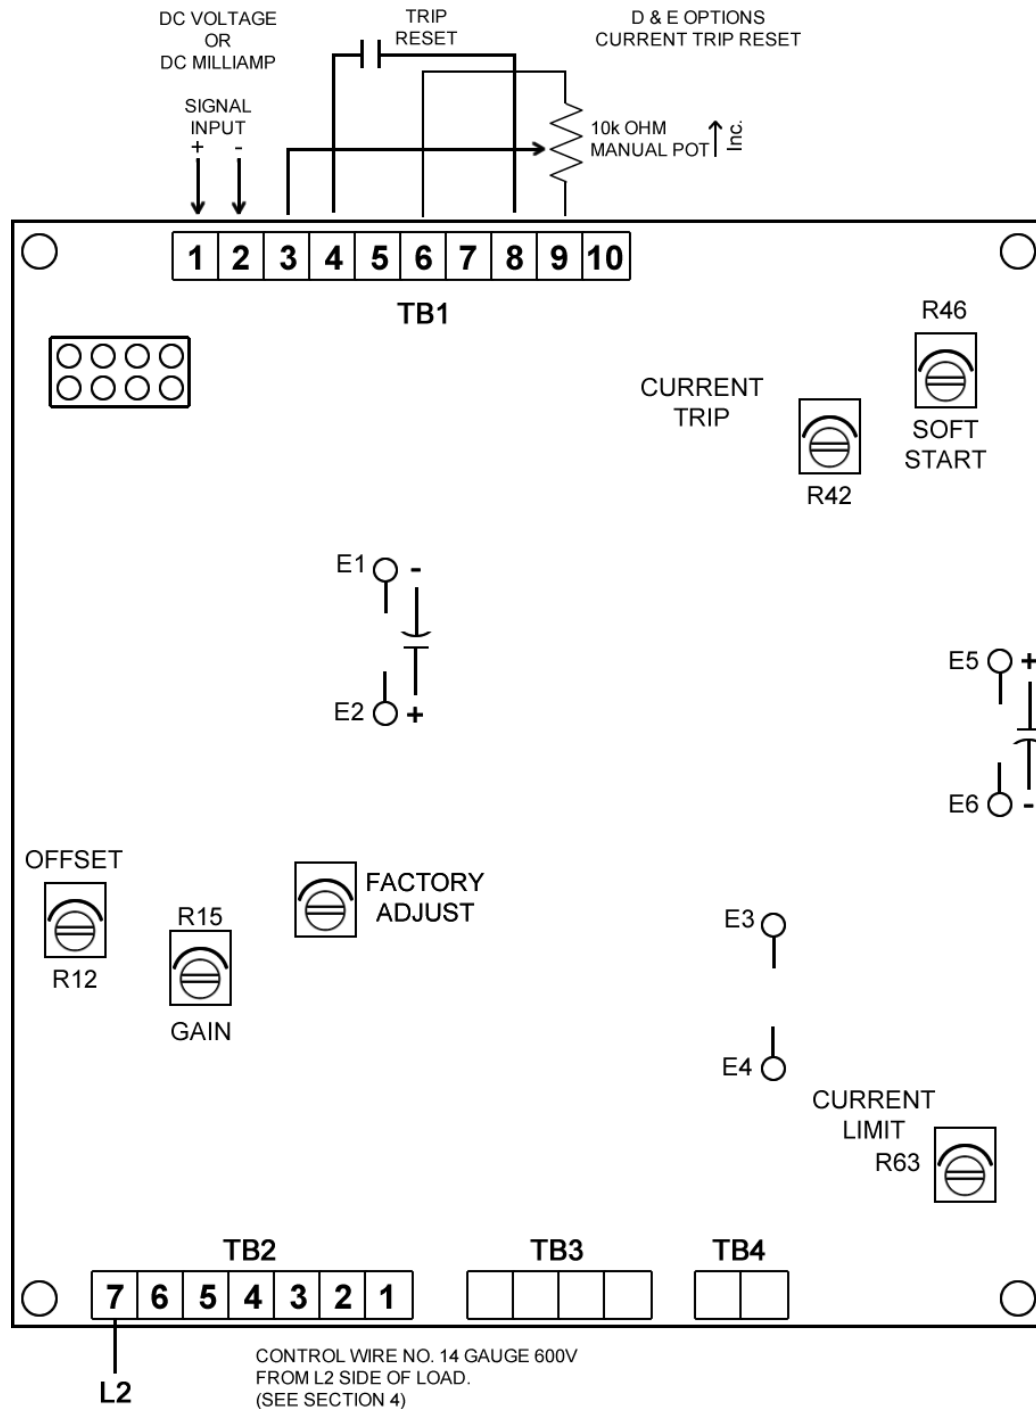 DC VOLTAGE
OR
DC MILLIAMP
TRIP
RESET
D & E OPTIONS
CURRENT TRIP RESET
SIGNAL
INPUT
+ -
10k OHM
MANUAL POT
Inc.
1 2 3 4 5 6 7 8 9 10
TB1
R46
SOFT
START
CURRENT
TRIP
R42
E1 -
E2 +
E5 +
E6 -
OFFSET
R12
R15
GAIN
FACTORY
ADJUST
E3
E4
CURRENT
LIMIT
R63
TB2
TB3
TB4
7 6 5 4 3 2 1
L2
CONTROL WIRE NO. 14 GAUGE 600V
FROM L2 SIDE OF LOAD.
(SEE SECTION 4)